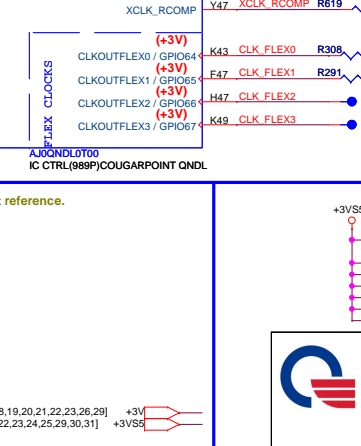 XCLK_RCOMP Y47 XCLK_RCOMP R619
(+3V)
CLKOUTFLEX0 / GPIO64 K43 CLK_FLEX0 R308
(+3V)
CLKOUTFLEX1 / GPIO65 F47 CLK_FLEX1 R291
(+3V)
CLKOUTFLEX2 / GPIO66 H47 CLK_FLEX2
(+3V)
CLKOUTFLEX3 / GPIO67 K49 CLK_FLEX3
FLEX CLOCKS
AJ0QNDL0T00
IC CTRL(989P)COUGARPOINT QNDL
reference.
+3VS5
8,19,20,21,22,23,26,29] +3V
22,23,24,25,29,30,31] +3VS5